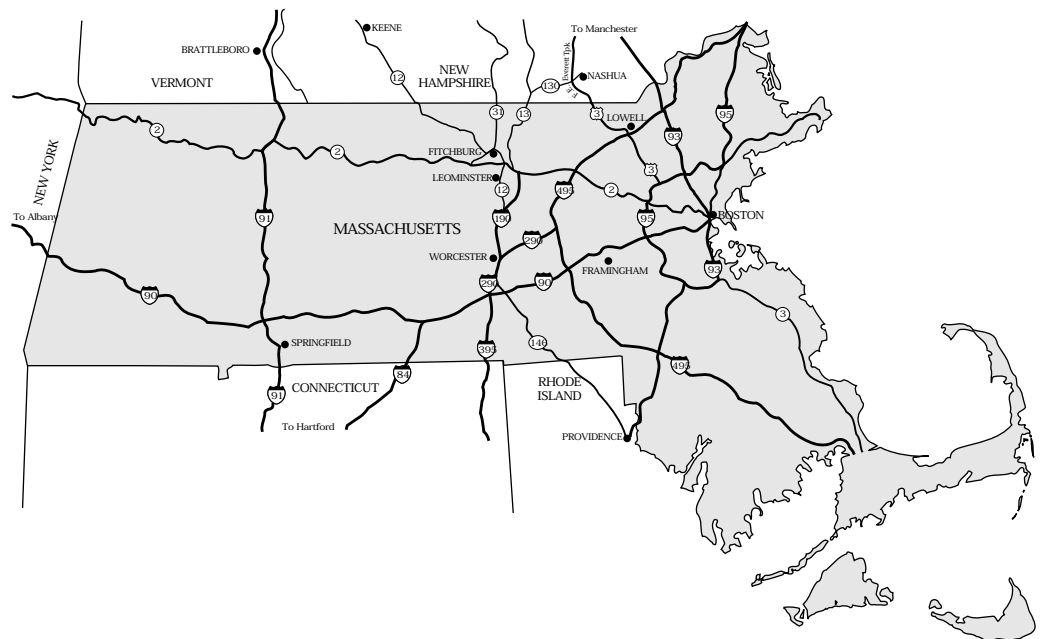 KEENE
To Manchester
BRATTLEBORO
NEW
HAMPSHIRE
Everett Tpk
F. E.
NASHUA
VERMONT
12
130
31
13
3
95
LOWELL
2
93
2
FITCHBURG
3
NEW YORK
LEOMINSTER
12
495
2
To Albany
91
190
95
BOSTON
MASSACHUSETTS
290
WORCESTER
FRAMINGHAM
93
290
90
90
3
146
SPRINGFIELD
395
495
84
CONNECTICUT
RHODE
ISLAND
91
To Hartford
PROVIDENCE